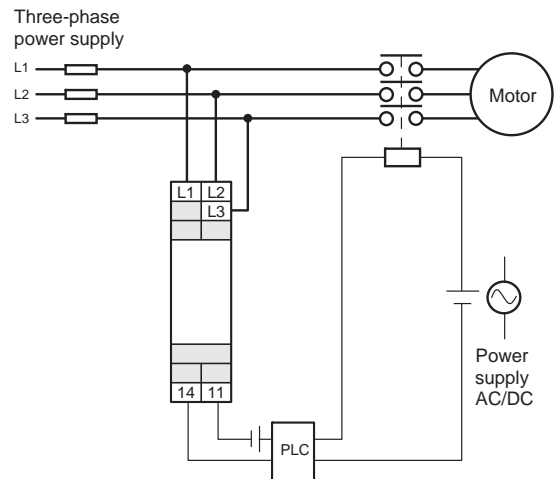 Three-phase
power supply
L1
L2
L3
Motor
L1 L2
L3
Power
supply
AC/DC
14 11
PLC